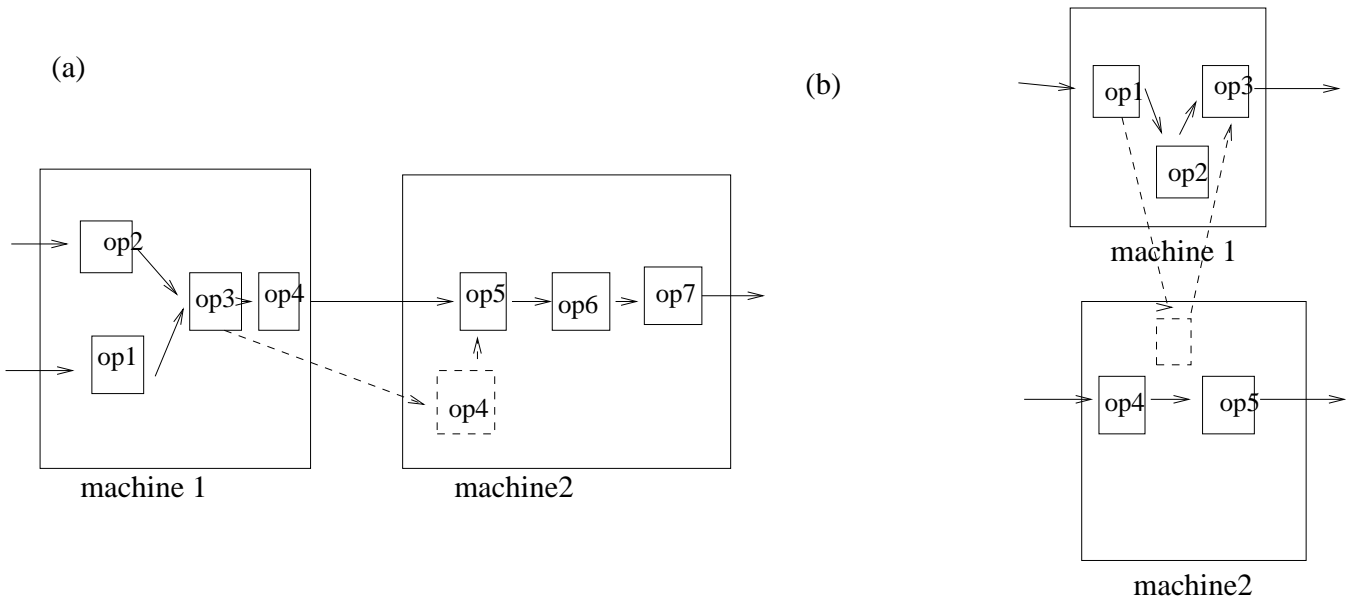 (a)
op2
op3
op4
op1
machine 1
op5
op6
op7
op4
machine2
(b)
op1
op3
op2
machine 1
op4
op5
machine2